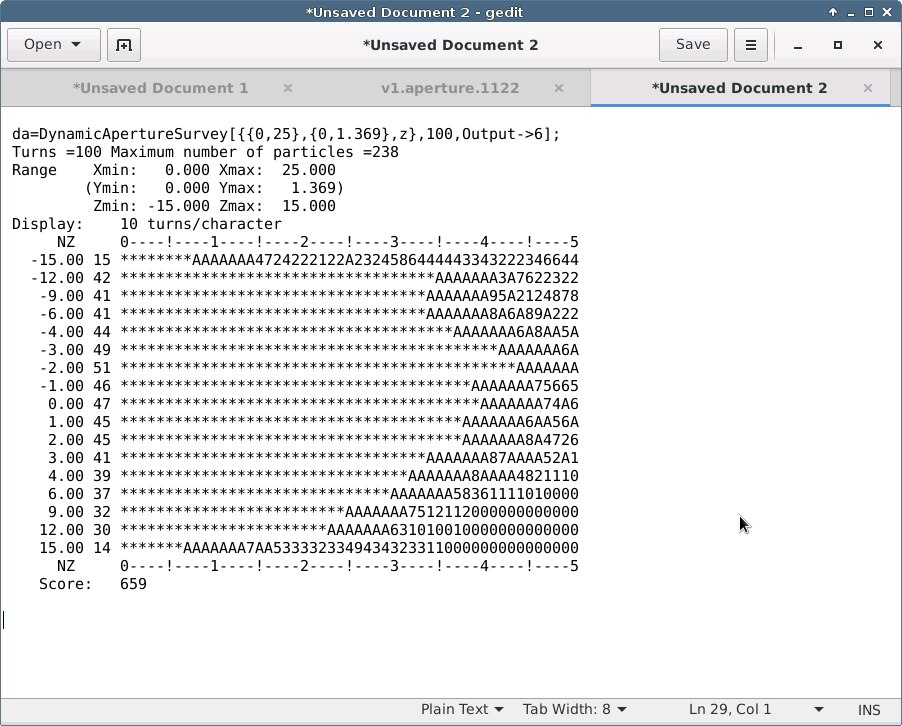 *Unsaved Document 2 - gedit
Open
*Unsaved Document 2
Save
*Unsaved Document 1
v1.aperture.1122
*Unsaved Document 2
da=DynamicApertureSurvey[{{0,25},{0,1.369},z},100,Output->6];
Turns =100 Maximum number of particles =238
Range    Xmin:   0.000 Xmax:  25.000
        (Ymin:   0.000 Ymax:   1.369)
         Zmin: -15.000 Zmax:  15.000
Display:    10 turns/character
     NZ     0----!----1----!----2----!----3----!----4----!----5
  -15.00 15 ********AAAAAAA4724222122A2324586444443343222346644
  -12.00 42 ***********************************AAAAAAA3A7622322
   -9.00 41 **********************************AAAAAAA95A2124878
   -6.00 41 **********************************AAAAAAA8A6A89A222
   -4.00 44 *************************************AAAAAAA6A8AA5A
   -3.00 49 ******************************************AAAAAAA6A
   -2.00 51 ********************************************AAAAAAA
   -1.00 46 ***************************************AAAAAAA75665
    0.00 47 ****************************************AAAAAAA74A6
    1.00 45 **************************************AAAAAAA6AA56A
    2.00 45 **************************************AAAAAAA8A4726
    3.00 41 **********************************AAAAAAA87AAAA52A1
    4.00 39 ********************************AAAAAAA8AAAA4821110
    6.00 37 ******************************AAAAAAA58361111010000
    9.00 32 *************************AAAAAAA7512112000000000000
   12.00 30 ***********************AAAAAAA631010010000000000000
   15.00 14 *******AAAAAAA7AA5333323349434323311000000000000000
     NZ     0----!----1----!----2----!----3----!----4----!----5
   Score:   659
Plain Text
Tab Width: 8
Ln 29, Col 1
INS